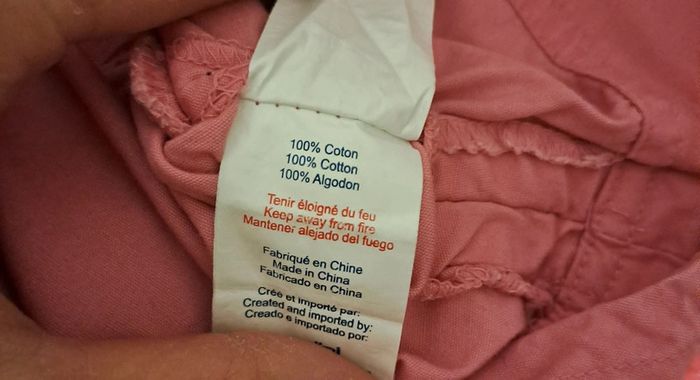 100% Coton
100% Cotton
100% Algodon
Tenir éloigné du feu
Keep away from fire
Mantener alejado del fuego
Fabriqué en Chine
Made in China
Fabricado en China
Créé et importé par:
Created and imported by:
Creado e importado por: